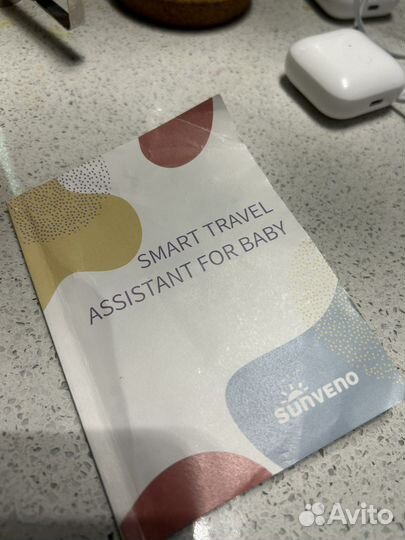 SMART TRAVEL
ASSISTANT FOR BABY
SUNVENO
Avito